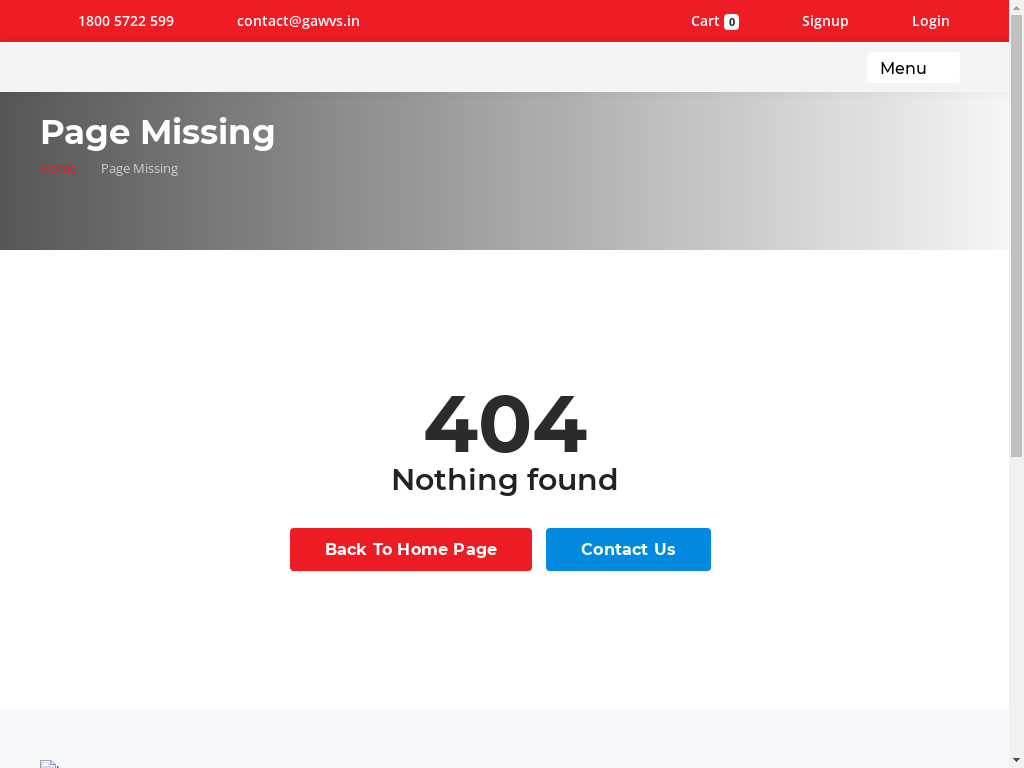 1800 5722 599 contact@gawvs.in Cart 0 Signup Login
Menu
Page Missing
Home Page Missing
404
Nothing found
Back To Home Page Contact Us